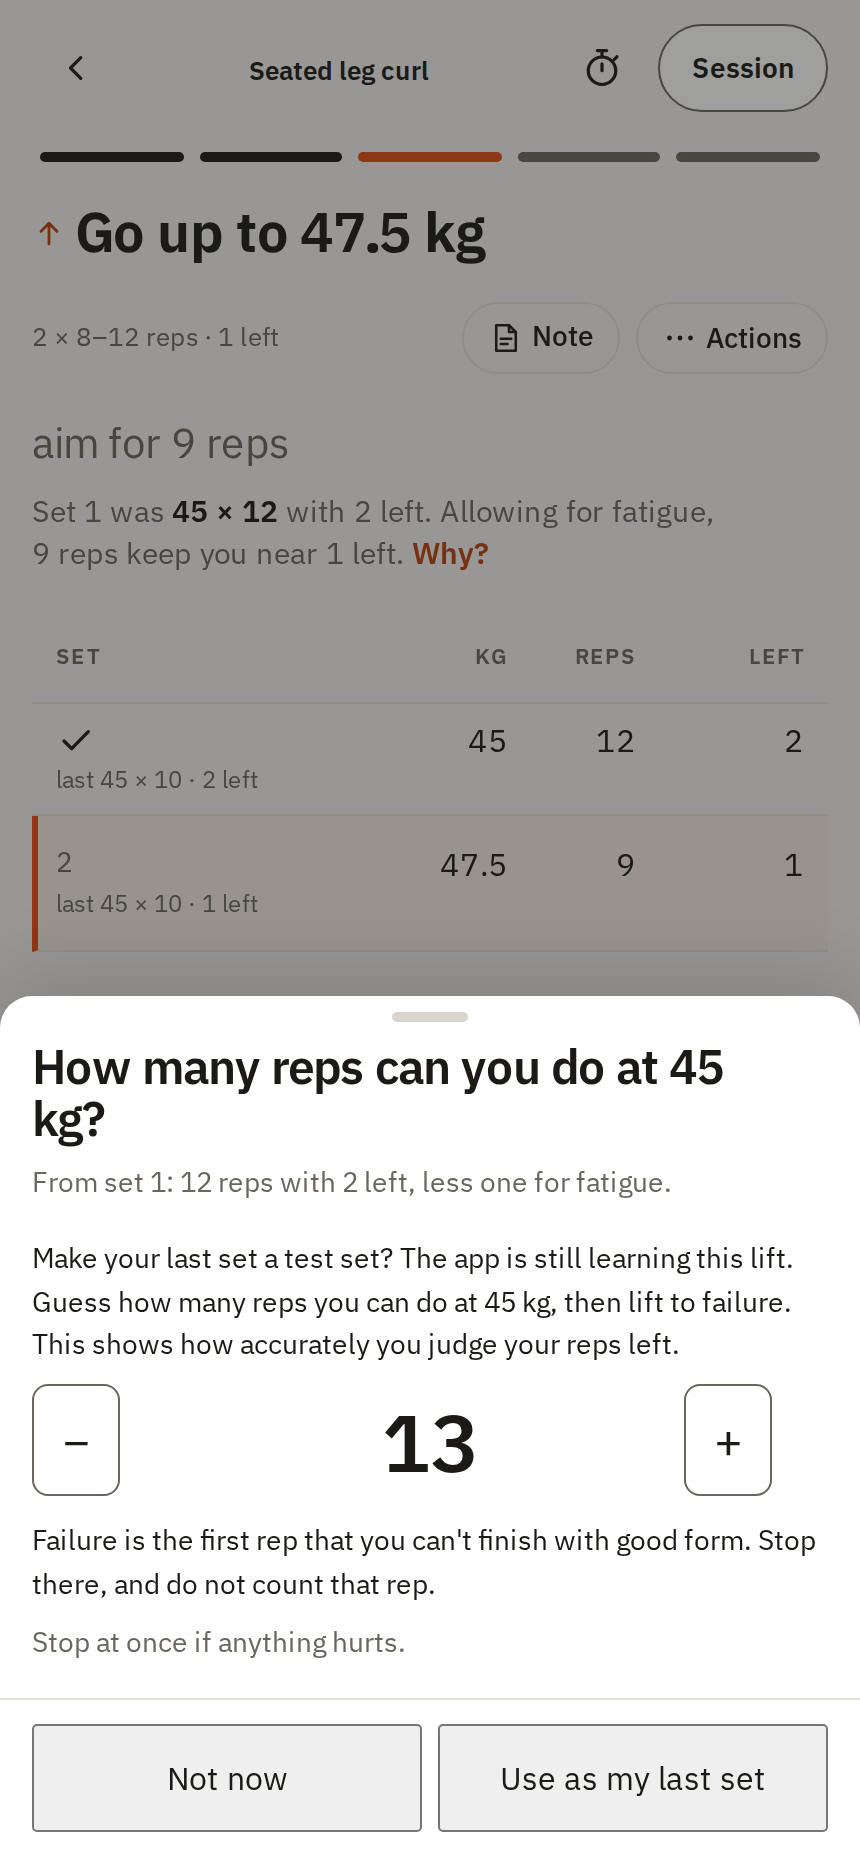 Seated leg curl
Session
↑ Go up to 47.5 kg
2 × 8–12 reps · 1 left
Note
··· Actions
aim for 9 reps
Set 1 was 45 × 12 with 2 left. Allowing for fatigue,
9 reps keep you near 1 left. Why?
SET KG REPS LEFT
✓ 45 12 2
last 45 × 10 · 2 left
2 47.5 9 1
last 45 × 10 · 1 left
How many reps can you do at 45
kg?
From set 1: 12 reps with 2 left, less one for fatigue.
Make your last set a test set? The app is still learning this lift.
Guess how many reps you can do at 45 kg, then lift to failure.
This shows how accurately you judge your reps left.
− 13 +
Failure is the first rep that you can't finish with good form. Stop
there, and do not count that rep.
Stop at once if anything hurts.
Not now
Use as my last set